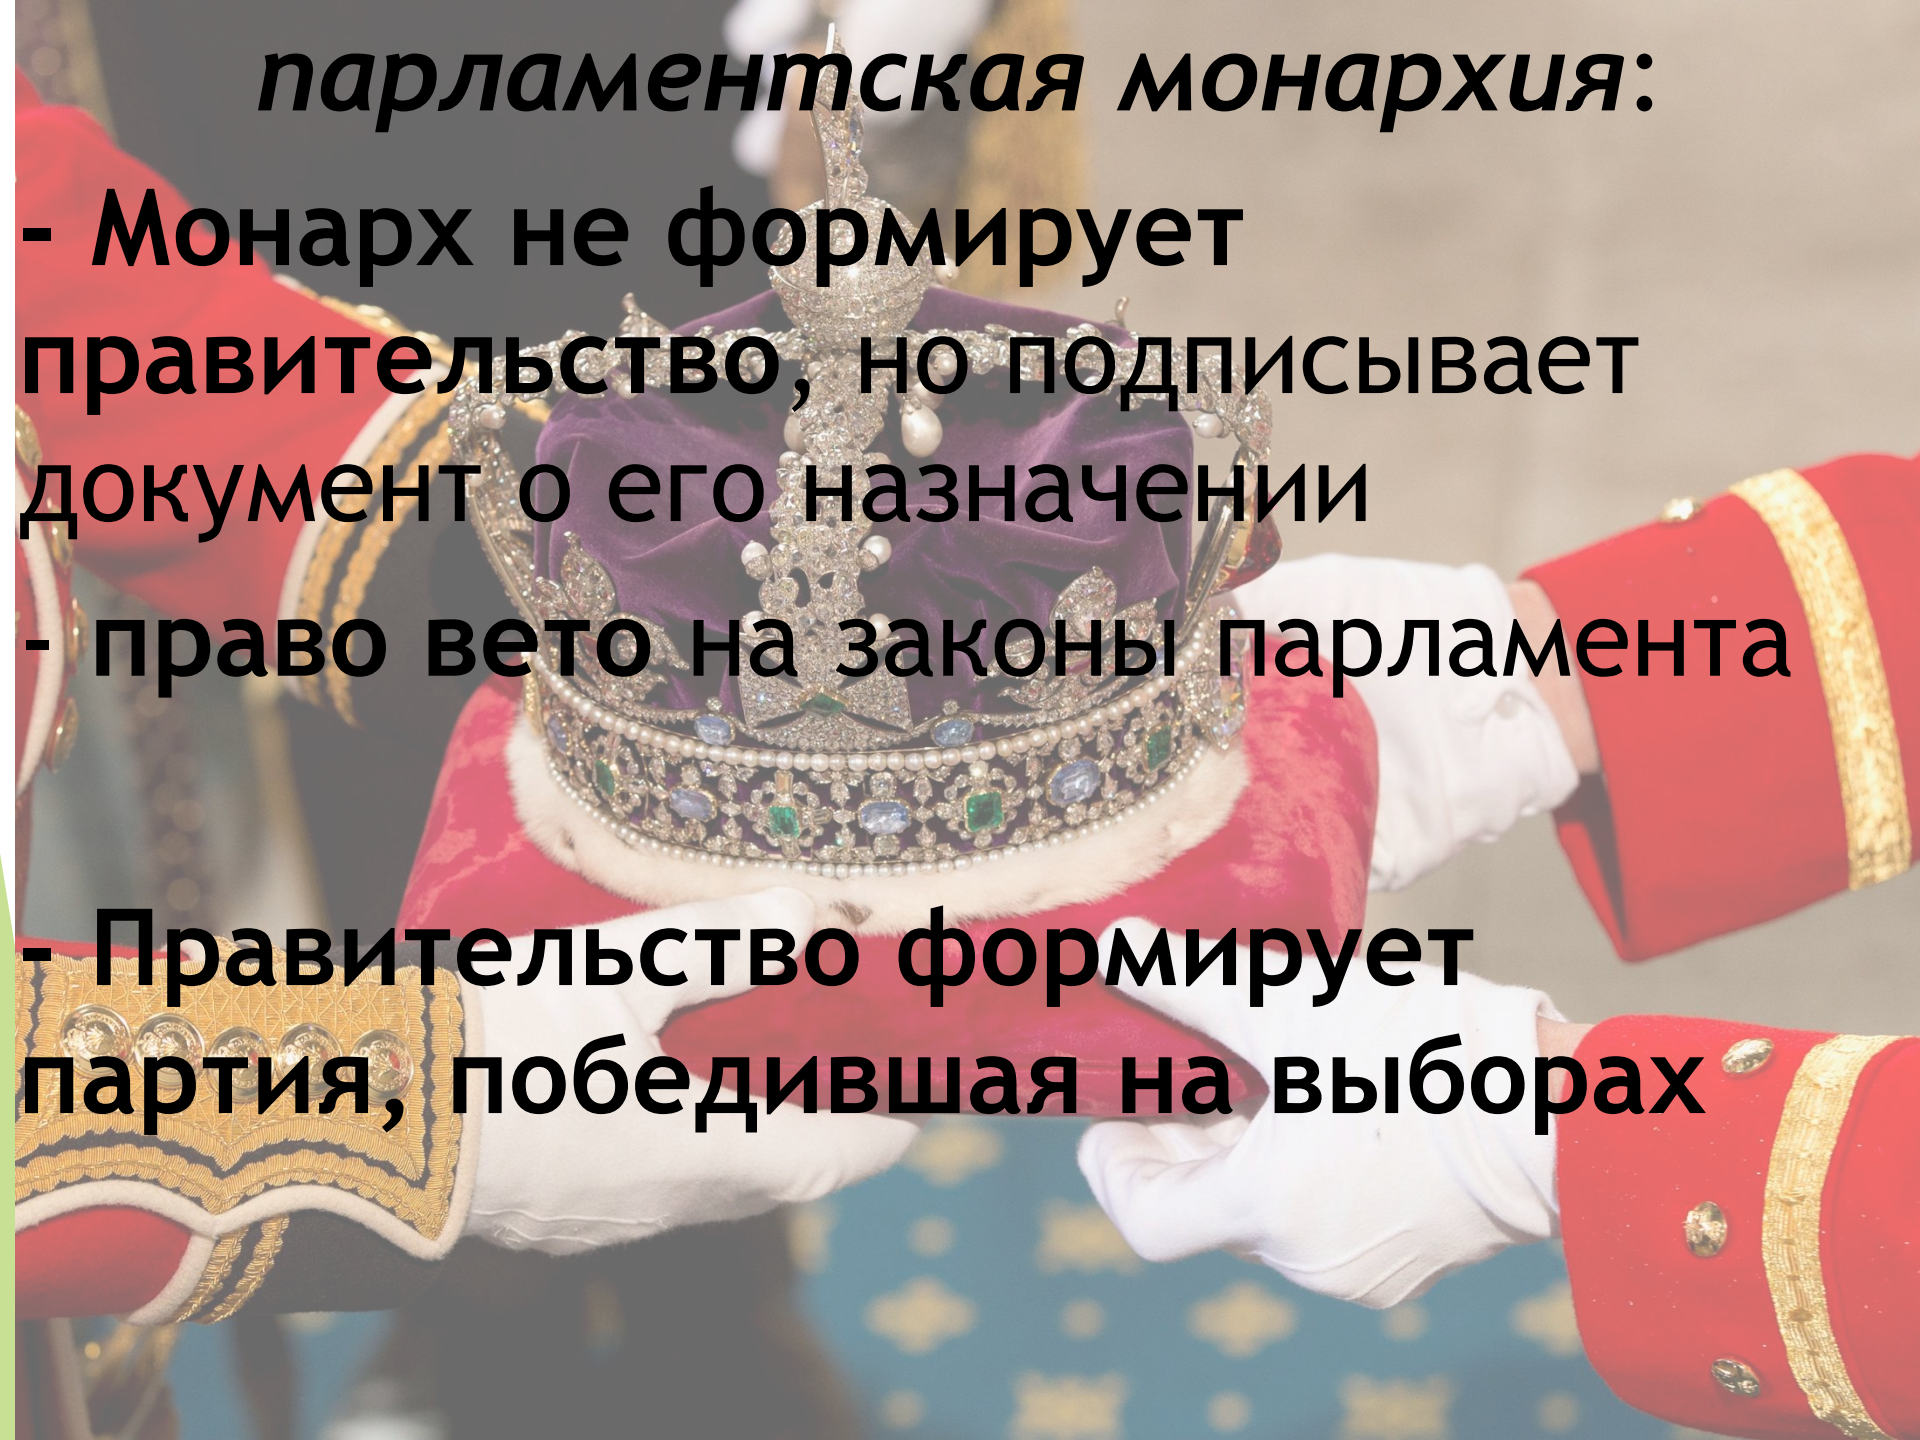 парламентская монархия:
- Монарх не формирует
правительство, но подписывает
документ о его назначении
- право вето на законы парламента
- Правительство формирует
партия, победившая на выборах